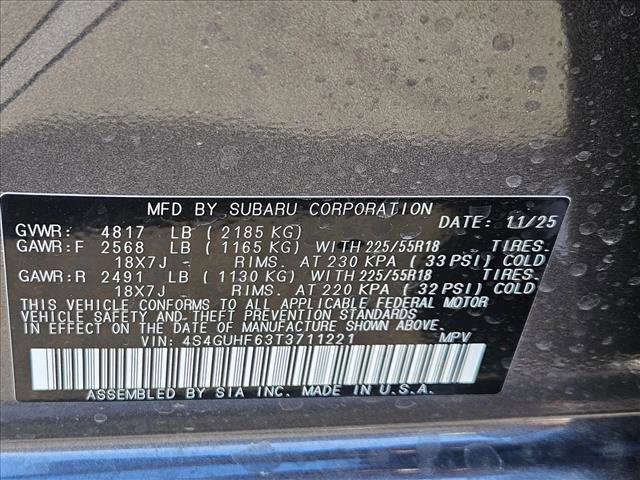 MFD BY SUBARU CORPORATION
GVWR: 4817 LB (2185 KG) DATE: 11/25
GAWR:F 2568 LB (1165 KG) WITH 225/55R18 TIRES.
18X7J - RIMS. AT 230 KPA (33 PSI) COLD
GAWR:R 2491 LB (1130 KG) WITH 225/55R18 TIRES.
18X7J - RIMS. AT 220 KPA (32 PSI) COLD
THIS VEHICLE CONFORMS TO ALL APPLICABLE FEDERAL MOTOR
VEHICLE SAFETY AND THEFT PREVENTION STANDARDS
IN EFFECT ON THE DATE OF MANUFACTURE SHOWN ABOVE.
VIN: 4S4GUHF63T3711221 MPV
ASSEMBLED BY SIA INC. MADE IN U.S.A.